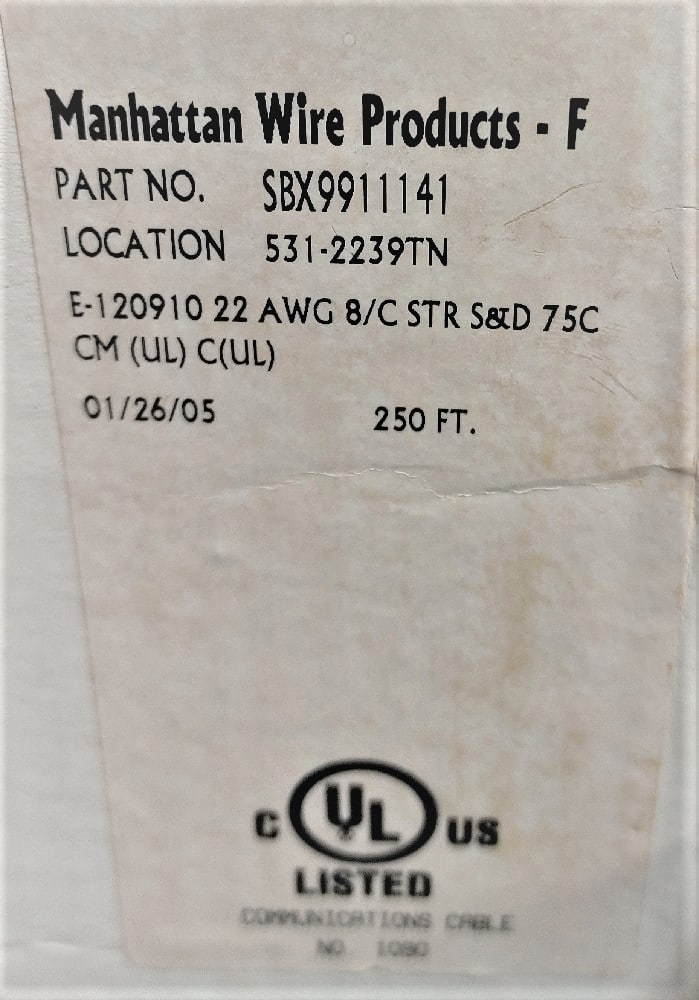 Manhattan Wire Products - F
PART NO. SBX9911141
LOCATION 531-2239TN
E-120910 22 AWG 8/C STR S&D 75C
CM (UL) C(UL)
01/26/05 250 FT.
C UL US
LISTED
COMMUNICATIONS CABLE
NO.